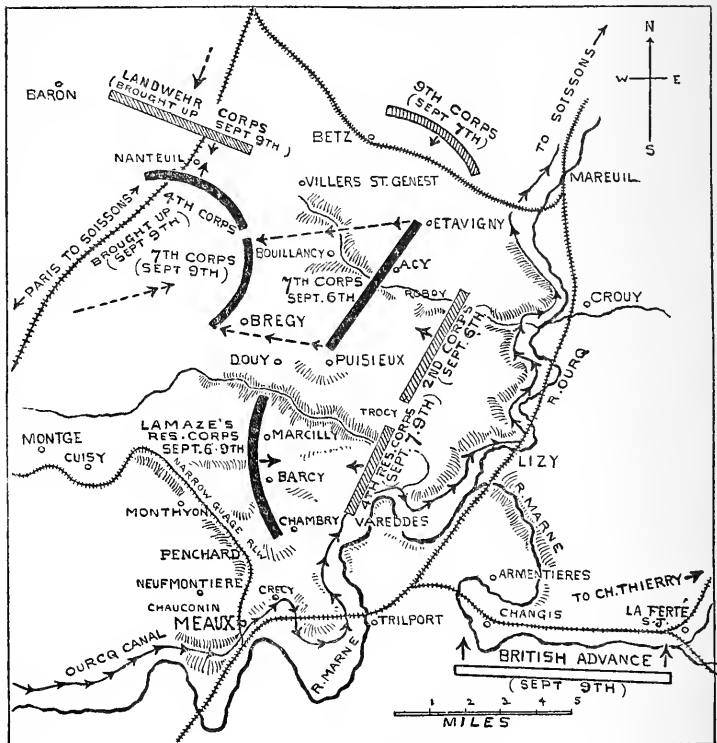 N
W E
S
BARON
LANDWEHR CORPS
(BROUGHT UP SEPT 9TH)
9TH CORPS
(SEPT 7TH)
TO SOISSONS
BETZ
NANTEUIL
MAREUIL
VILLERS ST. GENEST
4TH CORPS
BROUGHT UP
(SEPT 9TH)
PARIS TO SOISSONS
ETAVIGNY
7TH CORPS
(SEPT 9TH)
BOUILLANCY
7TH CORPS
SEPT. 6TH
ACY
CROUY
BREGY
2ND CORPS
(SEPT. 6TH)
R. OURQ
DOUY
PUISIEUX
TROCY
LAMAZE'S
RES. CORPS
SEPT. 6-9TH
MARCILLY
4TH RES. CORPS
(SEPT. 7-9TH)
MONTGE
CUISY
LIZY
BARCY
NARROW GUAGE RLY.
R. MARNE
MONTHYON
CHAMBRY
VAREDDES
PENCHARD
ARMENTIERES
NEUFMONTIERE
TO CH. THIERRY
CRECY
CHAUCONIN
MEAUX
TRILPORT
CHANGIS
LA FERTÉ
S. J.
OURCQ CANAL
R. MARNE
BRITISH ADVANCE
(SEPT 9TH)
1 2 3 4 5
MILES